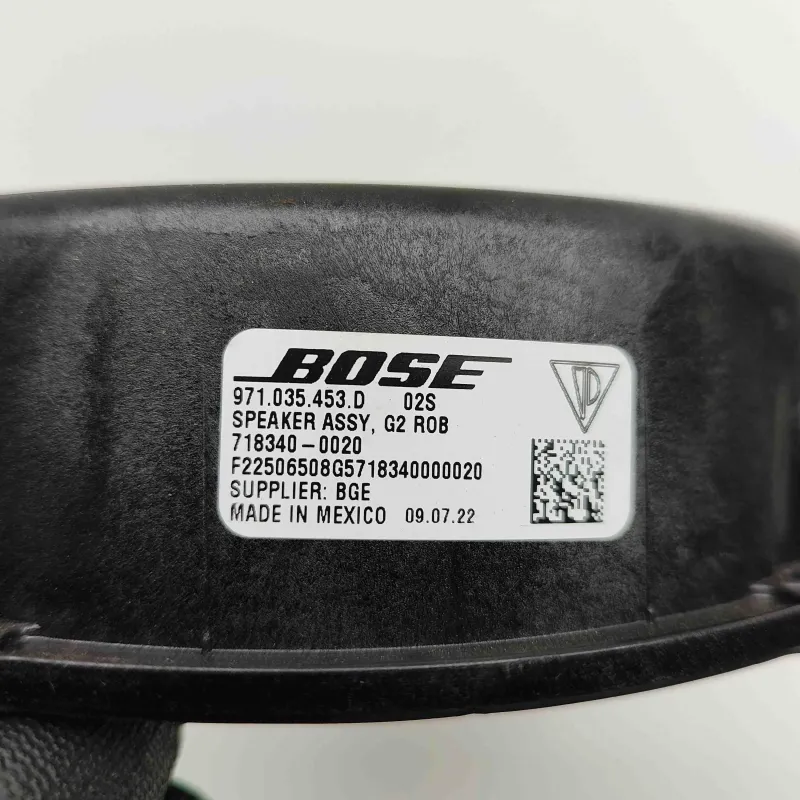 BOSE
971.035.453.D 02S
SPEAKER ASSY, G2 ROB
718340-0020
F22506508G5718340000020
SUPPLIER: BGE
MADE IN MEXICO 09.07.22